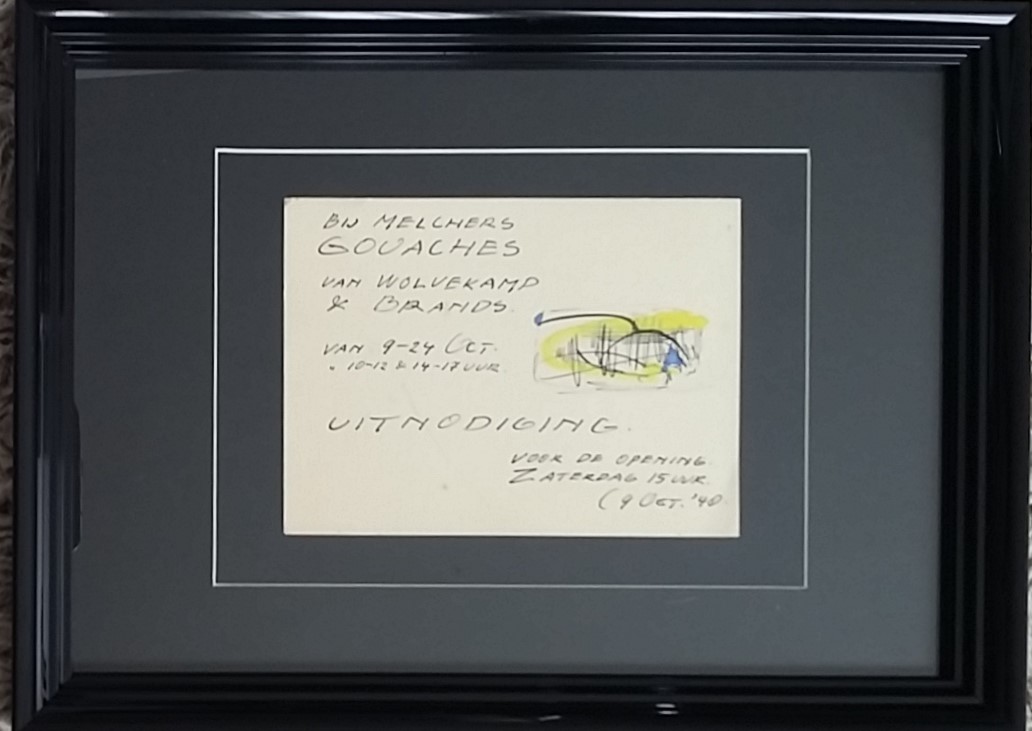 BIJ MELCHERS
GOUACHES
VAN WOLVEKAMP
& BRANDS.
VAN 9-24 OCT.
" 10-12 & 14-17 UUR.
UITNODIGING.
VOOR DE OPENING.
ZATERDAG 15 UUR.
(9 OCT. '48